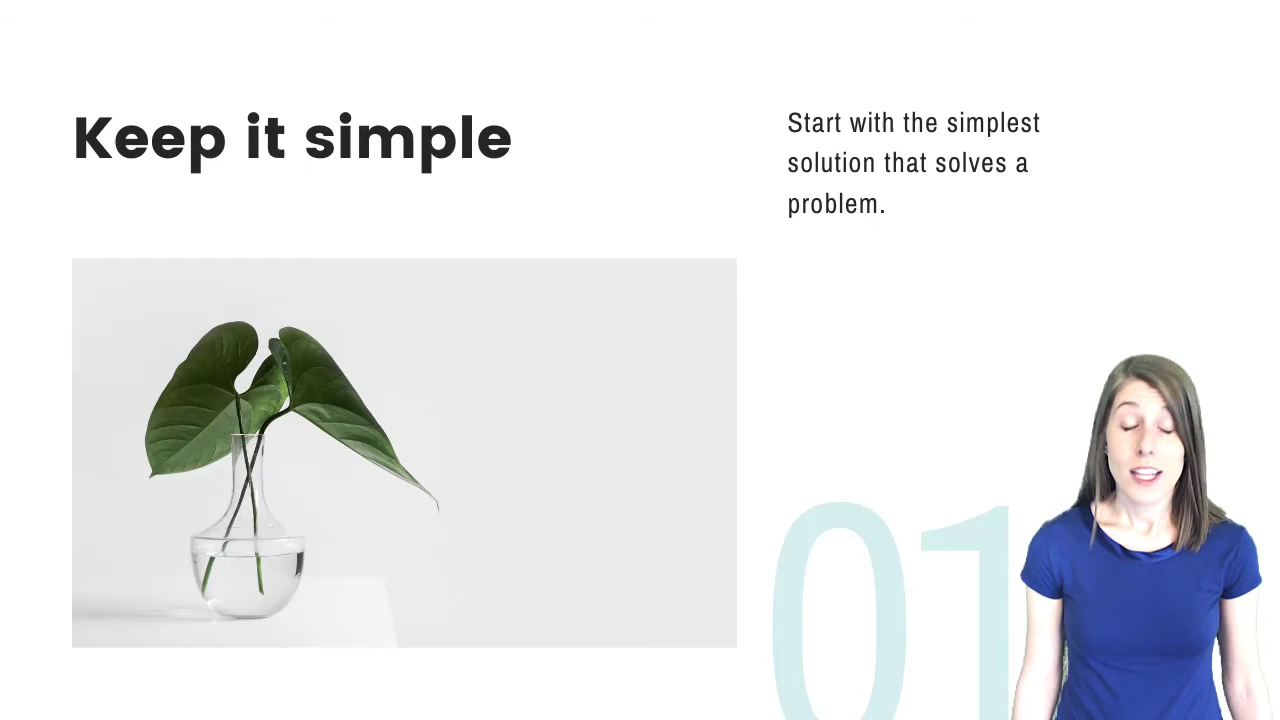 Keep it simple
Start with the simplest
solution that solves a
problem.
01